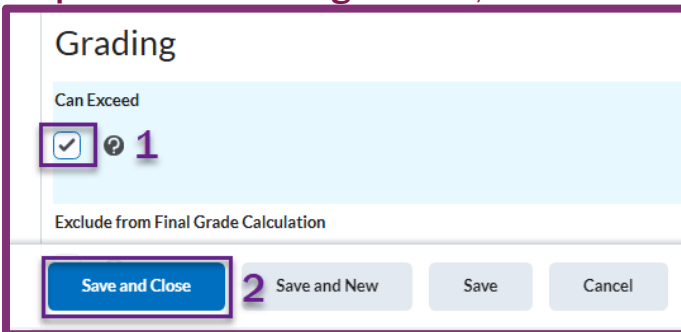 Grading
Can Exceed
1
Exclude from Final Grade Calculation
Save and Close 2 Save and New Save Cancel